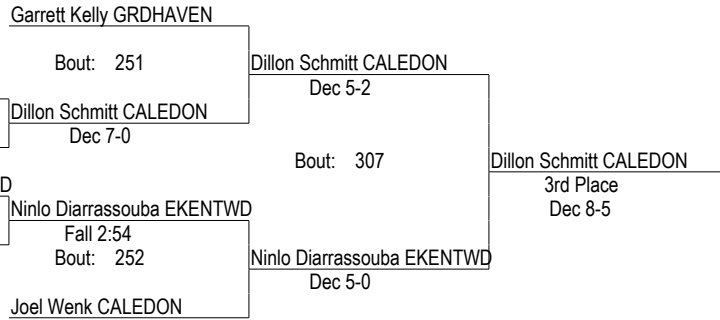 Garrett Kelly GRDHAVEN
Bout: 251
Dillon Schmitt CALEDON
Dec 5-2
Dillon Schmitt CALEDON
Dec 7-0
Bout: 307
Dillon Schmitt CALEDON
3rd Place
Dec 8-5
D
Ninlo Diarrassouba EKENTWD
Fall 2:54
Bout: 252
Ninlo Diarrassouba EKENTWD
Dec 5-0
Joel Wenk CALEDON